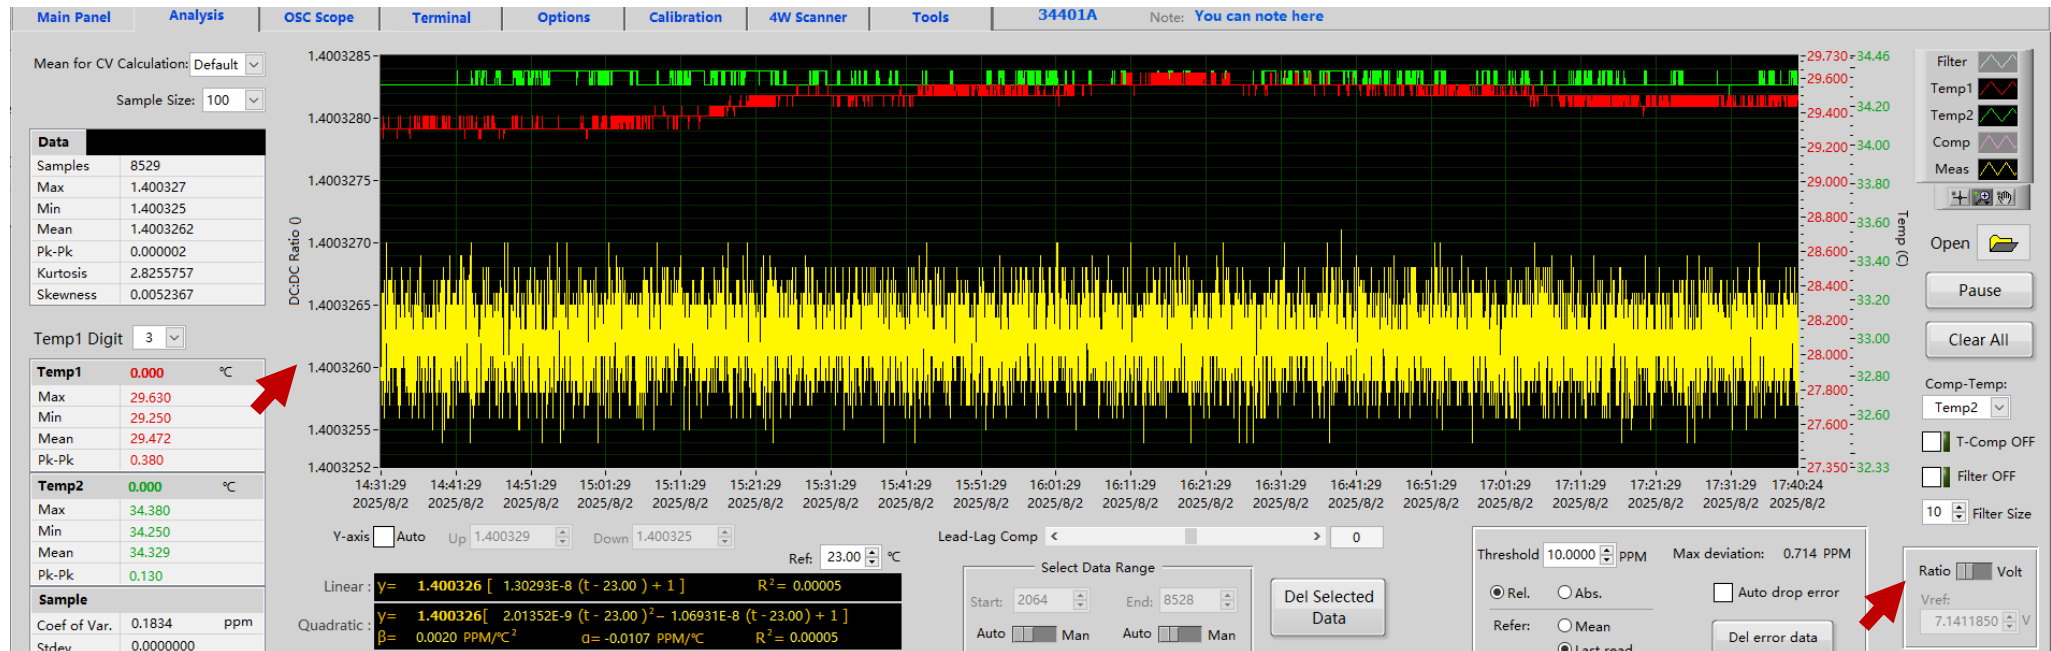 Main Panel Analysis OSC Scope Terminal Options Calibration 4W Scanner Tools 34401A Note: You can note here
Mean for CV Calculation: Default
Sample Size: 100
Data
Samples 8529
Max 1.400327
Min 1.400325
Mean 1.4003262
Pk-Pk 0.000002
Kurtosis 2.8255757
Skewness 0.0052367
Temp1 Digit 3
Temp1 0.000 ℃
Max 29.630
Min 29.250
Mean 29.472
Pk-Pk 0.380
Temp2 0.000 ℃
Max 34.380
Min 34.250
Mean 34.329
Pk-Pk 0.130
Sample
Coef of Var. 0.1834 ppm
Stdev 0.0000000
DC:DC Ratio ()
1.4003285
1.4003280
1.4003275
1.4003270
1.4003265
1.4003260
1.4003255
1.4003252
14:31:29 14:41:29 14:51:29 15:01:29 15:11:29 15:21:29 15:31:29 15:41:29 15:51:29 16:01:29 16:11:29 16:21:29 16:31:29 16:41:29 16:51:29 17:01:29 17:11:29 17:21:29 17:31:29 17:40:24
2025/8/2 2025/8/2 2025/8/2 2025/8/2 2025/8/2 2025/8/2 2025/8/2 2025/8/2 2025/8/2 2025/8/2 2025/8/2 2025/8/2 2025/8/2 2025/8/2 2025/8/2 2025/8/2 2025/8/2 2025/8/2 2025/8/2 2025/8/2
29.730
29.600
29.400
29.200
29.000
28.800
28.600
28.400
28.200
28.000
27.800
27.600
27.350
34.46
34.20
34.00
33.80
33.60
33.40
33.20
33.00
32.80
32.60
32.33
Temp (C)
Y-axis Auto Up 1.400329 Down 1.400325
Ref: 23.00 ℃
Linear: y= 1.400326 [ 1.30293E-8 (t - 23.00 ) + 1 ] R²= 0.00005
Quadratic: y= 1.400326[ 2.01352E-9 (t - 23.00 )²− 1.06931E-8 (t - 23.00) + 1 ]
β= 0.0020 PPM/℃² α= -0.0107 PPM/℃ R²= 0.00005
Lead-Lag Comp < > 0
Select Data Range
Start: 2064 End: 8528
Auto Man Auto Man
Del Selected
Data
Threshold 10.0000 PPM Max deviation: 0.714 PPM
Rel. Abs. Auto drop error
Refer: Mean
Last read
Del error data
Filter
Temp1
Temp2
Comp
Meas
Open
Pause
Clear All
Comp-Temp:
Temp2
T-Comp OFF
Filter OFF
10 Filter Size
Ratio Volt
Vref:
7.1411850 V